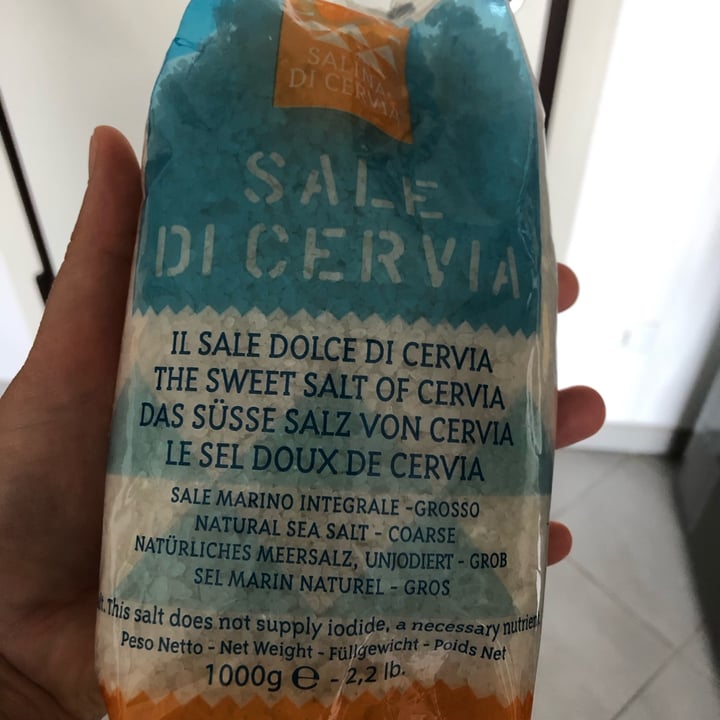 SALINA
DI CERVIA
SALE
DI CERVIA
IL SALE DOLCE DI CERVIA
THE SWEET SALT OF CERVIA
DAS SÜSSE SALZ VON CERVIA
LE SEL DOUX DE CERVIA
SALE MARINO INTEGRALE -GROSSO
NATURAL SEA SALT - COARSE
NATÜRLICHES MEERSALZ, UNJODIERT - GROB
SEL MARIN NATUREL - GROS
This salt does not supply iodide, a necessary
Peso Netto - Net Weight - Füllgewicht - Poids Net
1000g e - 2,2 lb.